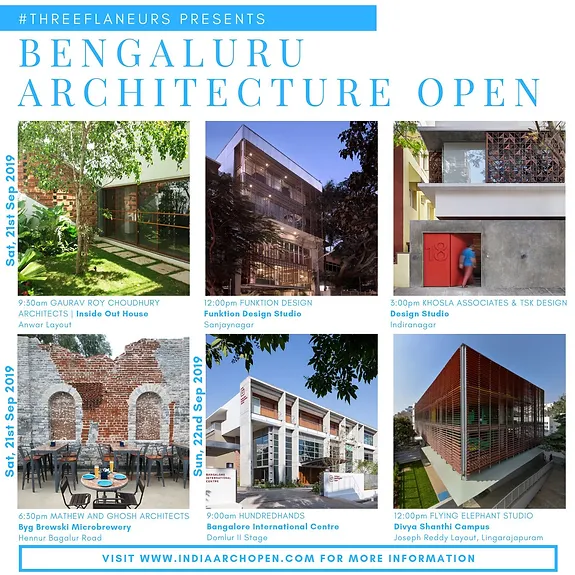 #THREEFLANEURS PRESENTS
BENGALURU
ARCHITECTURE OPEN
Sat, 21st Sep 2019
18
9:30am GAURAV ROY CHOUDHURY
ARCHITECTS | Inside Out House
Anwar Layout
12:00pm FUNKTION DESIGN
Funktion Design Studio
Sanjaynagar
3:00pm KHOSLA ASSOCIATES & TSK DESIGN
Design Studio
Indiranagar
Sat, 21st Sep 2019
6:30pm MATHEW AND GHOSH ARCHITECTS
Byg Brewski Microbrewery
Hennur Bagalur Road
Sun, 22nd Sep 2019
BANGALORE
INTERNATIONAL
CENTRE
9:00am HUNDREDHANDS
Bangalore International Centre
Domlur II Stage
12:00pm FLYING ELEPHANT STUDIO
Divya Shanthi Campus
Joseph Reddy Layout, Lingarajapuram
VISIT WWW.INDIAARCHOPEN.COM FOR MORE INFORMATION